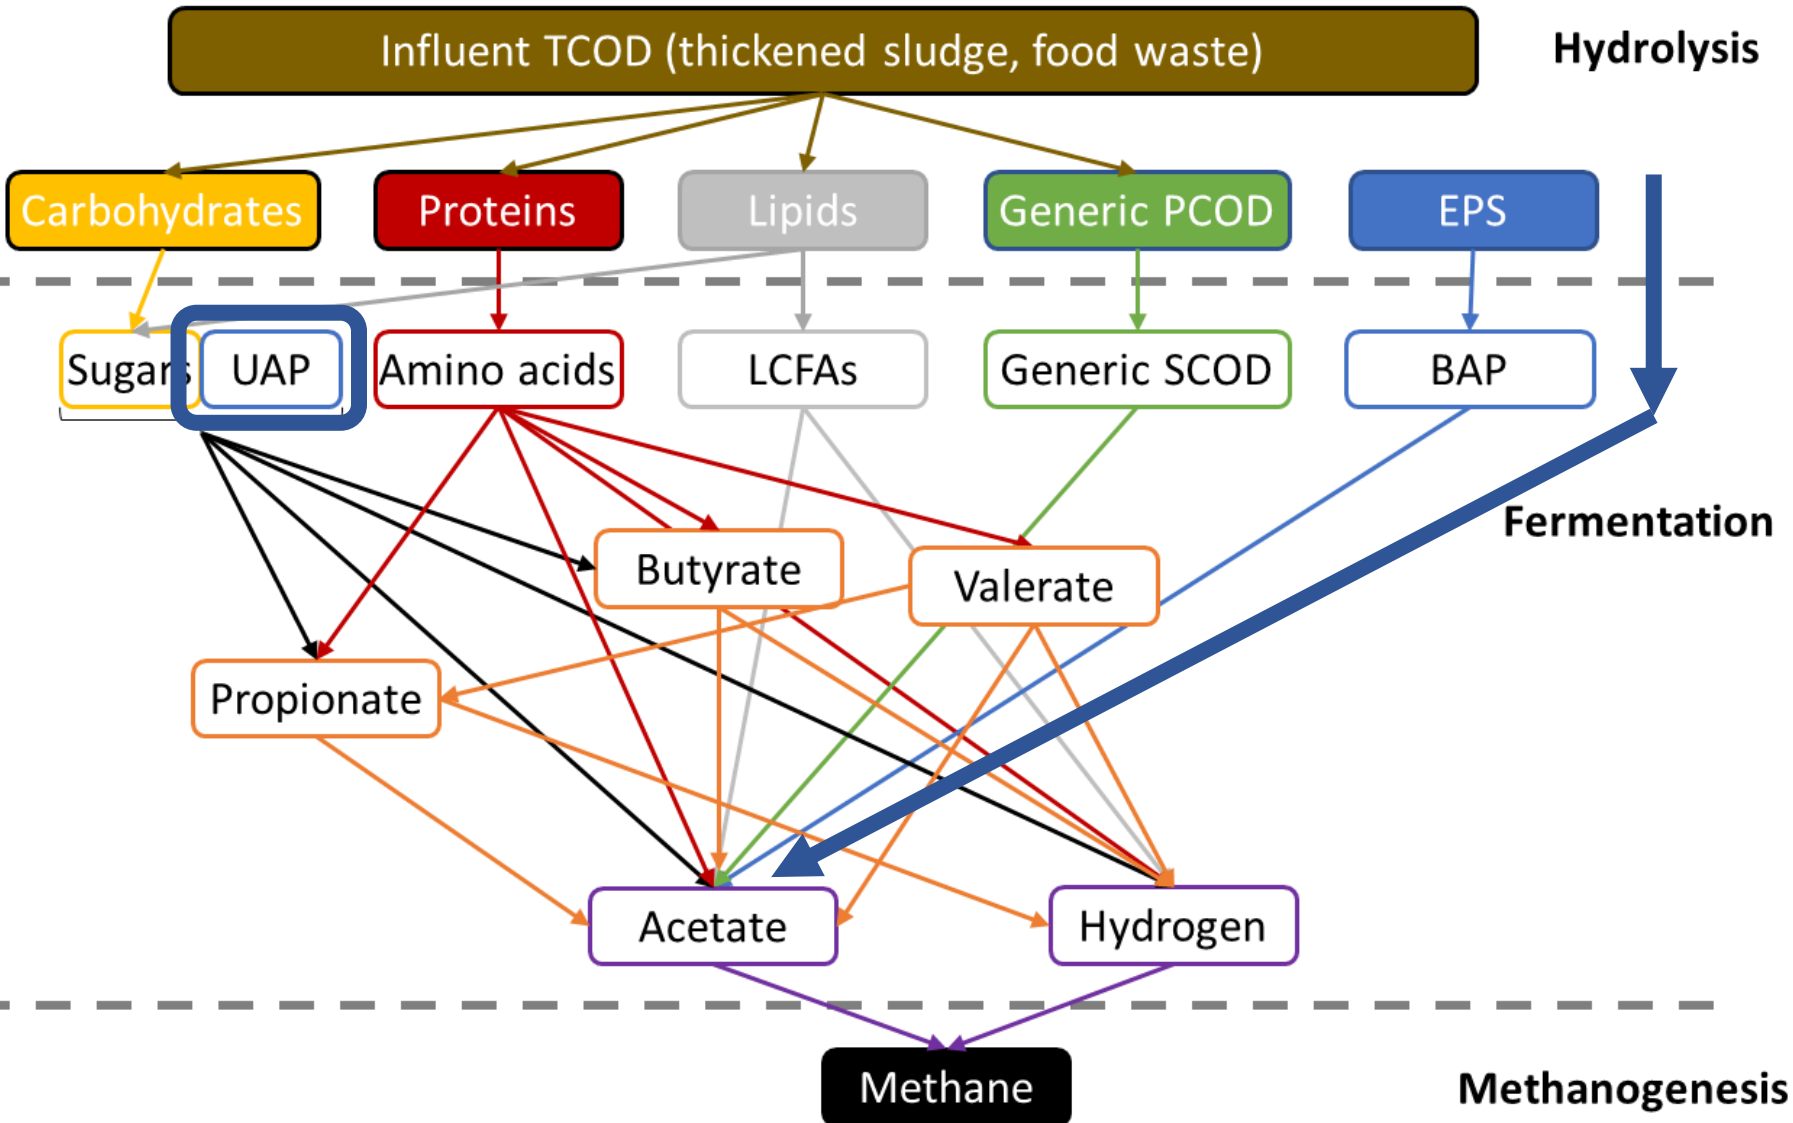 Influent TCOD (thickened sludge, food waste)
Hydrolysis
Carbohydrates
Proteins
Lipids
Generic PCOD
EPS
Sugars
UAP
Amino acids
LCFAs
Generic SCOD
BAP
Fermentation
Butyrate
Valerate
Propionate
Acetate
Hydrogen
Methane
Methanogenesis